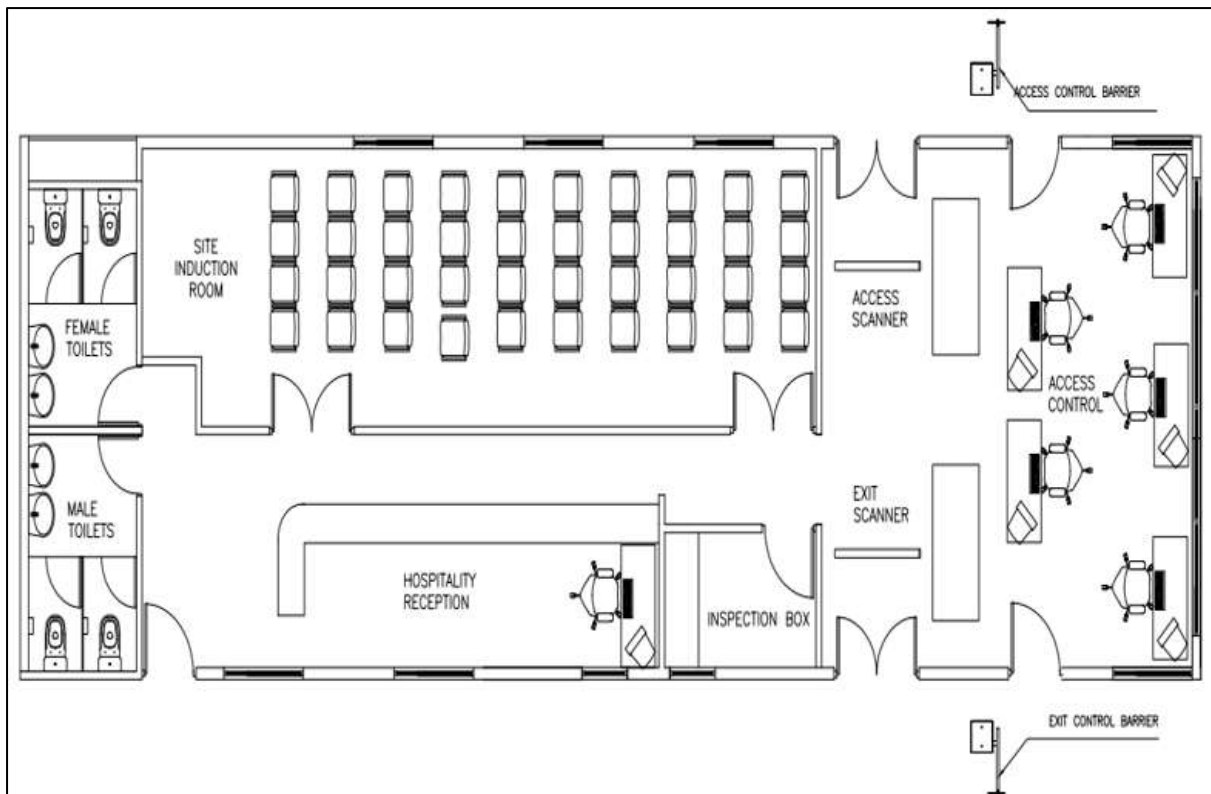 ACCESS CONTROL BARRIER
SITE
INDUCTION
ROOM
ACCESS
SCANNER
FEMALE
TOILETS
ACCESS
CONTROL
MALE
TOILETS
EXIT
SCANNER
HOSPITALITY
RECEPTION
INSPECTION BOX
EXIT CONTROL BARRIER